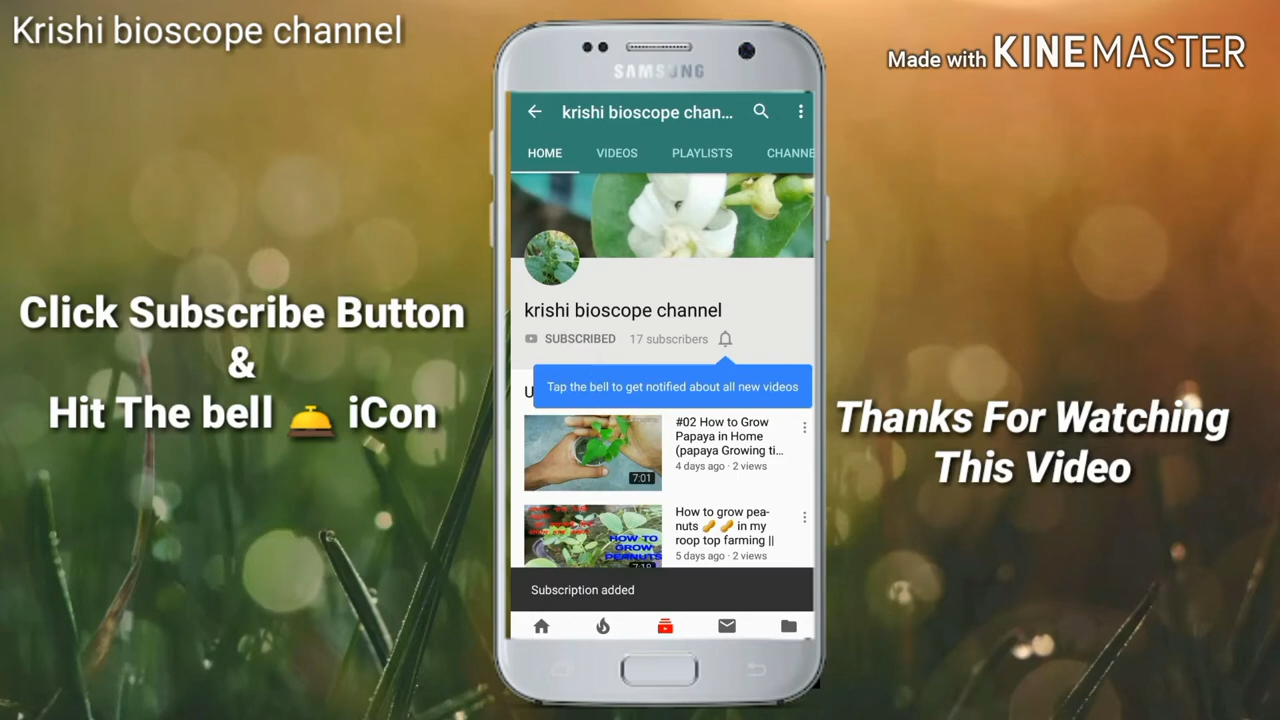 Krishi bioscope channel
Made with KINEMASTER
SAMSUNG
krishi bioscope chan...
HOME VIDEOS PLAYLISTS CHANNE
krishi bioscope channel
SUBSCRIBED 17 subscribers
Tap the bell to get notified about all new videos
U
#02 How to Grow
Papaya in Home
(papaya Growing ti...
4 days ago · 2 views
7:01
How to grow pea-
nuts 🥜 🥜 in my
roop top farming ||
5 days ago · 2 views
HOW TO
GROW
PEANUTS
7:18
Subscription added
Click Subscribe Button
&
Hit The bell 🛎️ iCon
Thanks For Watching
This Video